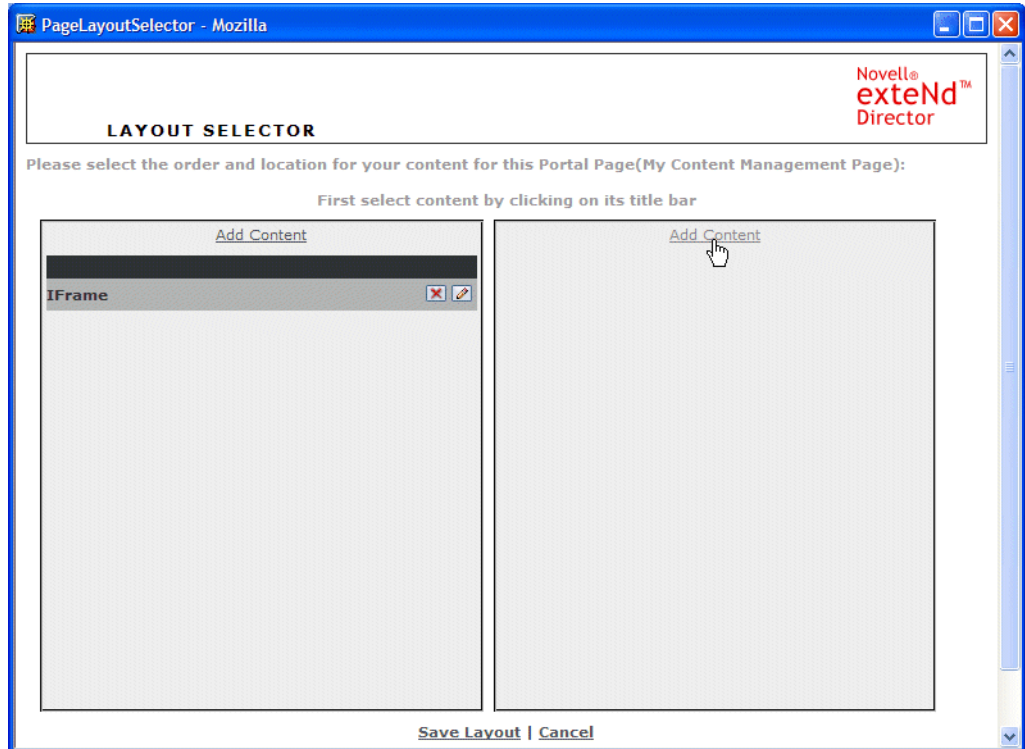 PageLayoutSelector - Mozilla
Novell®
exteNd™
Director
LAYOUT SELECTOR
Please select the order and location for your content for this Portal Page(My Content Management Page):
First select content by clicking on its title bar
Add Content
Add Content
IFrame
Save Layout | Cancel